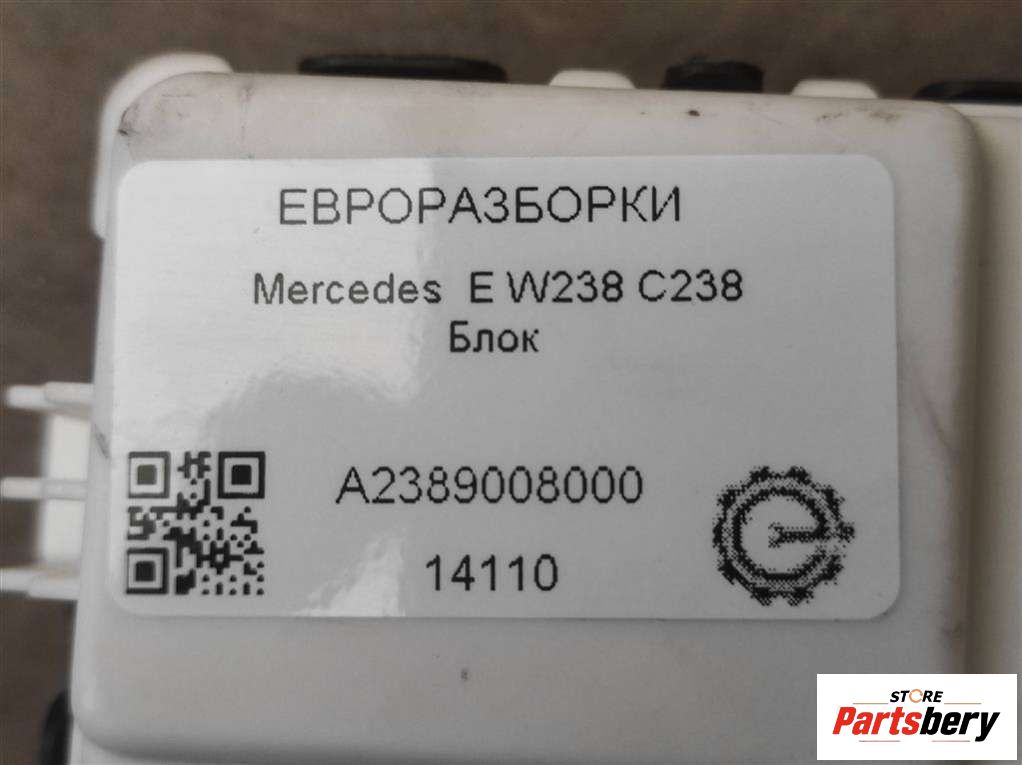 ЕВРОРАЗБОРКИ
Mercedes E W238 C238
Блок
A2389008000
14110
STORE
Partsbery